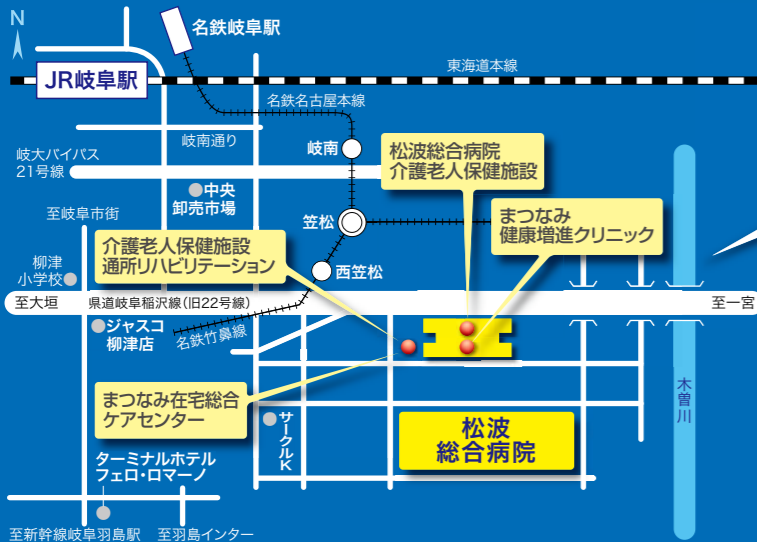 N
名鉄岐阜駅
JR岐阜駅
東海道本線
名鉄名古屋本線
岐南通り
岐南
岐大バイパス
21号線
松波総合病院
介護老人保健施設
中央
卸売市場
至岐阜市街
笠松
まつなみ
健康増進クリニック
介護老人保健施設
通所リハビリテーション
柳津
小学校
西笠松
至大垣
県道岐阜稲沢線(旧22号線)
至一宮
ジャスコ
柳津店
名鉄竹鼻線
まつなみ在宅総合
ケアセンター
サークルK
松波
総合病院
木曽川
ターミナルホテル
フェロ・ロマーノ
至新幹線岐阜羽島駅
至羽島インター